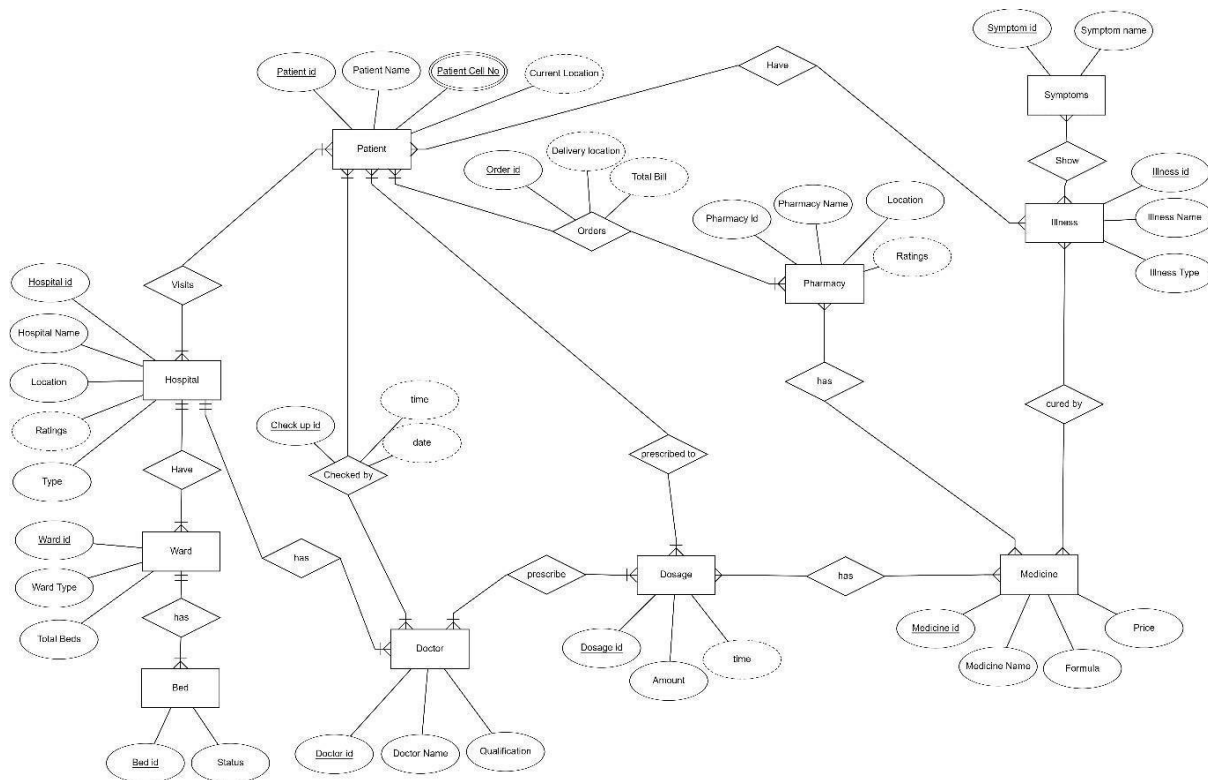 Symptom id
Symptom name
Patient id
Patient Name
Patient Cell No
Current Location
Have
Symptoms
Patient
Order id
Delivery location
Total Bill
Show
Illness id
Illness Name
Illness Type
Illness
Pharmacy Id
Pharmacy Name
Location
Ratings
Orders
Pharmacy
Visits
Hospital id
Hospital Name
Location
Ratings
Type
Hospital
has
cured by
time
date
Check up id
Checked by
prescribed to
Have
Ward id
Ward Type
Total Beds
Ward
has
has
prescribe
Dosage
has
Medicine
Medicine id
Medicine Name
Formula
Price
Dosage id
Amount
time
Doctor
Bed
Bed id
Status
Doctor id
Doctor Name
Qualification